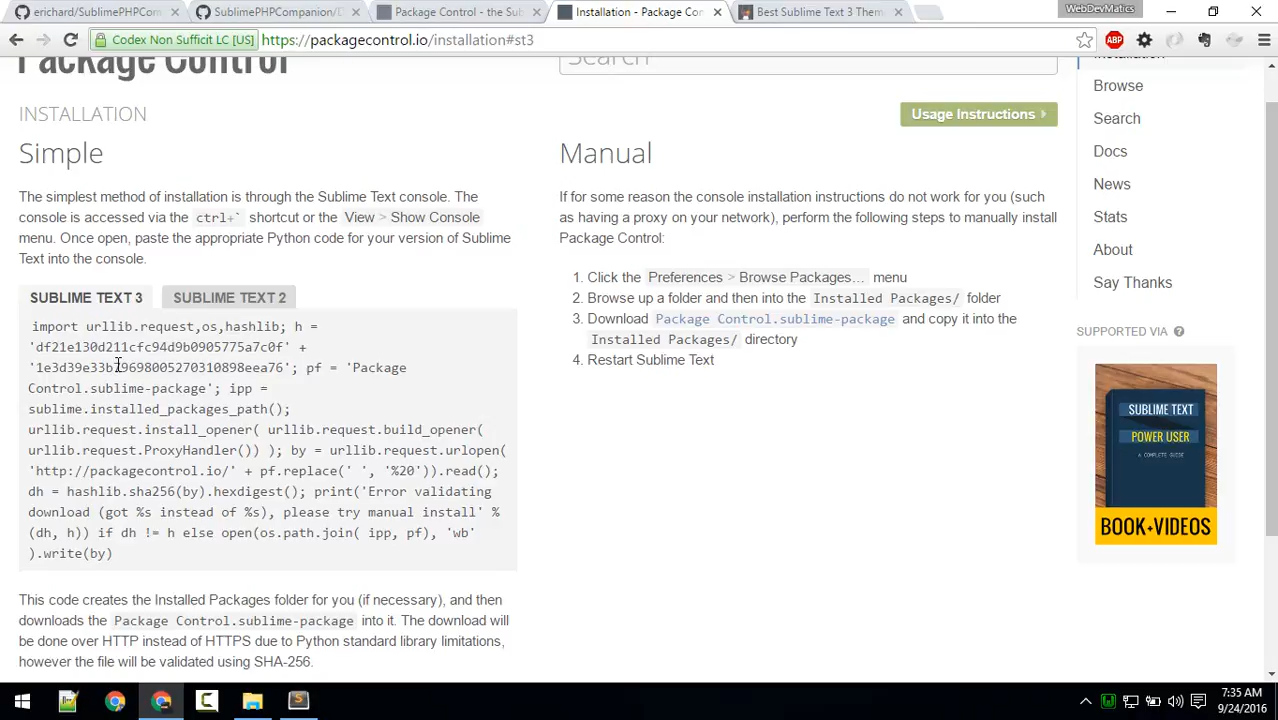 WebDevMatics
erichard/SublimePHPCom
SublimePHPCompanion/D
Package Control - the Sub
Installation - Package Con
Best Sublime Text 3 Them
Codex Non Sufficit LC [US]
https://packagecontrol.io/installation#st3
ABP
Package Control
Search
Installation
INSTALLATION
Usage Instructions
Browse
Search
Docs
News
Stats
About
Say Thanks
Simple
The simplest method of installation is through the Sublime Text console. The
console is accessed via the ctrl+` shortcut or the View > Show Console
menu. Once open, paste the appropriate Python code for your version of Sublime
Text into the console.
SUBLIME TEXT 3
SUBLIME TEXT 2
import urllib.request,os,hashlib; h =
'df21e130d211cfc94d9b0905775a7c0f' +
'1e3d39e33b79698005270310898eea76'; pf = 'Package
Control.sublime-package'; ipp =
sublime.installed_packages_path();
urllib.request.install_opener( urllib.request.build_opener(
urllib.request.ProxyHandler()) ); by = urllib.request.urlopen(
'http://packagecontrol.io/' + pf.replace(' ', '%20')).read();
dh = hashlib.sha256(by).hexdigest(); print('Error validating
download (got %s instead of %s), please try manual install' %
(dh, h)) if dh != h else open(os.path.join( ipp, pf), 'wb'
).write(by)
This code creates the Installed Packages folder for you (if necessary), and then
downloads the Package Control.sublime-package into it. The download will
be done over HTTP instead of HTTPS due to Python standard library limitations,
however the file will be validated using SHA-256.
Manual
If for some reason the console installation instructions do not work for you (such
as having a proxy on your network), perform the following steps to manually install
Package Control:
1. Click the Preferences > Browse Packages… menu
2. Browse up a folder and then into the Installed Packages/ folder
3. Download Package Control.sublime-package and copy it into the
Installed Packages/ directory
4. Restart Sublime Text
SUPPORTED VIA ?
SUBLIME TEXT
POWER USER
A COMPLETE GUIDE
BOOK+VIDEOS
7:35 AM
9/24/2016